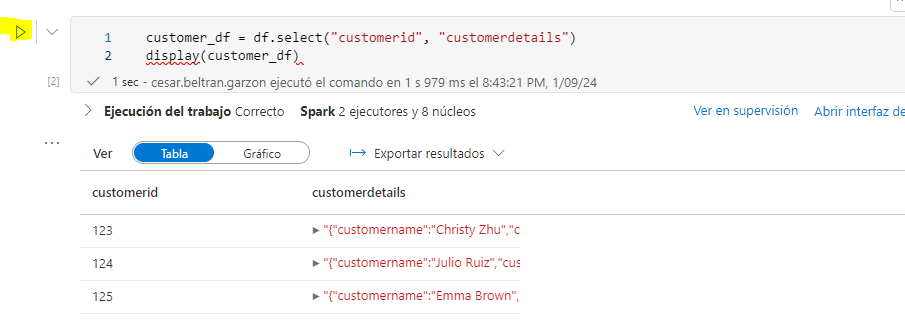 1 customer_df = df.select("customerid", "customerdetails")
2 display(customer_df)
[2] 1 sec - cesar.beltran.garzon ejecutó el comando en 1 s 979 ms el 8:43:21 PM, 1/09/24
Ejecución del trabajo Correcto Spark 2 ejecutores y 8 núcleos Ver en supervisión Abrir interfaz de
Ver Tabla Gráfico Exportar resultados
customerid customerdetails
123 "{"customername":"Christy Zhu","c
124 "{"customername":"Julio Ruiz","cus
125 "{"customername":"Emma Brown",